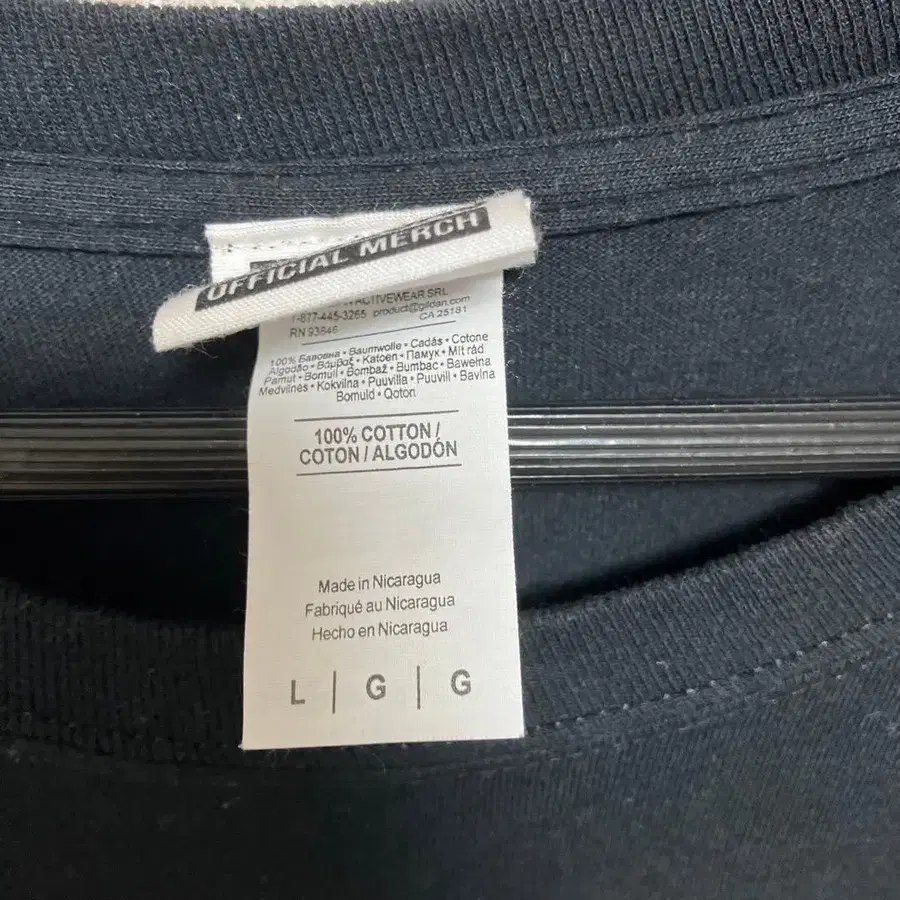 OFFICIAL MERCH
ACTIVEWEAR SRL
1-877-445-3265 product@gildan.com
RN 93846 CA 25181
100% Бавовна • Baumwolle • Cadás • Cotone
Algodão • Βάμβαξ • Katoen • Памук • Mīt rád
Pamut • Bomull • Bombaž • Bumbac • Bawełna
Medvilnės • Kokvilna • Puuvilla • Puuvill • Bavlna
Bomuld • Qoton
100% COTTON /
COTON / ALGODÓN
Made in Nicaragua
Fabriqué au Nicaragua
Hecho en Nicaragua
L | G | G